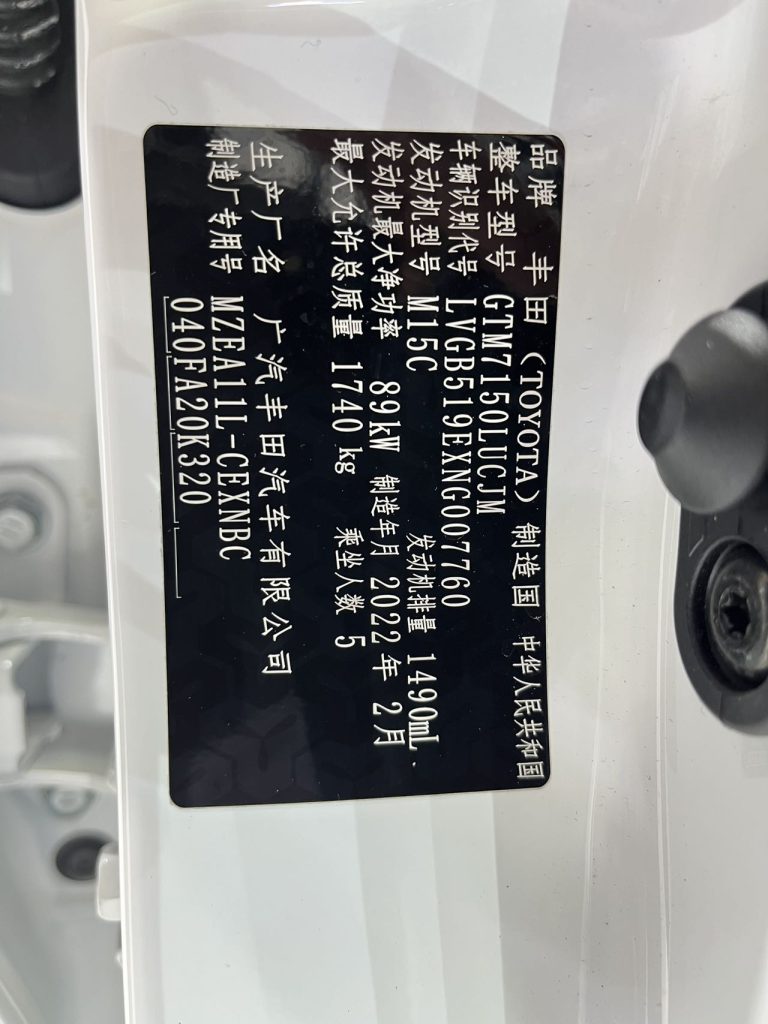 品牌 丰田(TOYOTA) 制造国 中华人民共和国
整车型号 GTM7150LUCJM
车辆识别代号 LVGB519EXNG007760
发动机型号 M15C 发动机排量 1490mL
发动机最大净功率 89kW 制造年月 2022年 2月
最大允许总质量 1740 kg 乘坐人数 5
生产厂名 广汽丰田汽车有限公司
制造厂专用号 MZEA11L-CEXNBC
040FA20K320